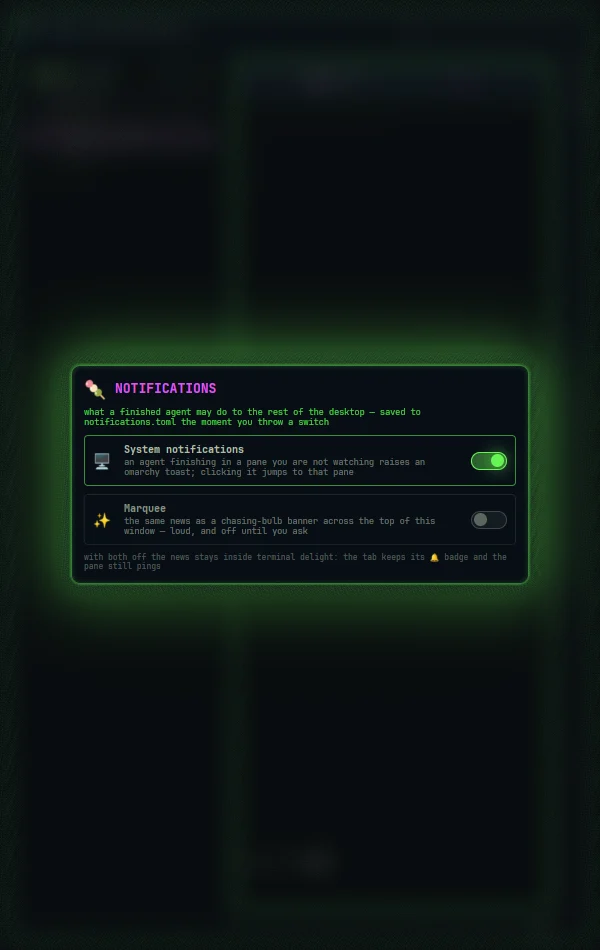 NOTIFICATIONS
what a finished agent may do to the rest of the desktop — saved to
notifications.toml the moment you throw a switch
System notifications
an agent finishing in a pane you are not watching raises an
omarchy toast; clicking it jumps to that pane
Marquee
the same news as a chasing-bulb banner across the top of this
window — loud, and off until you ask
with both off the news stays inside terminal delight: the tab keeps its 🔔 badge and the
pane still pings